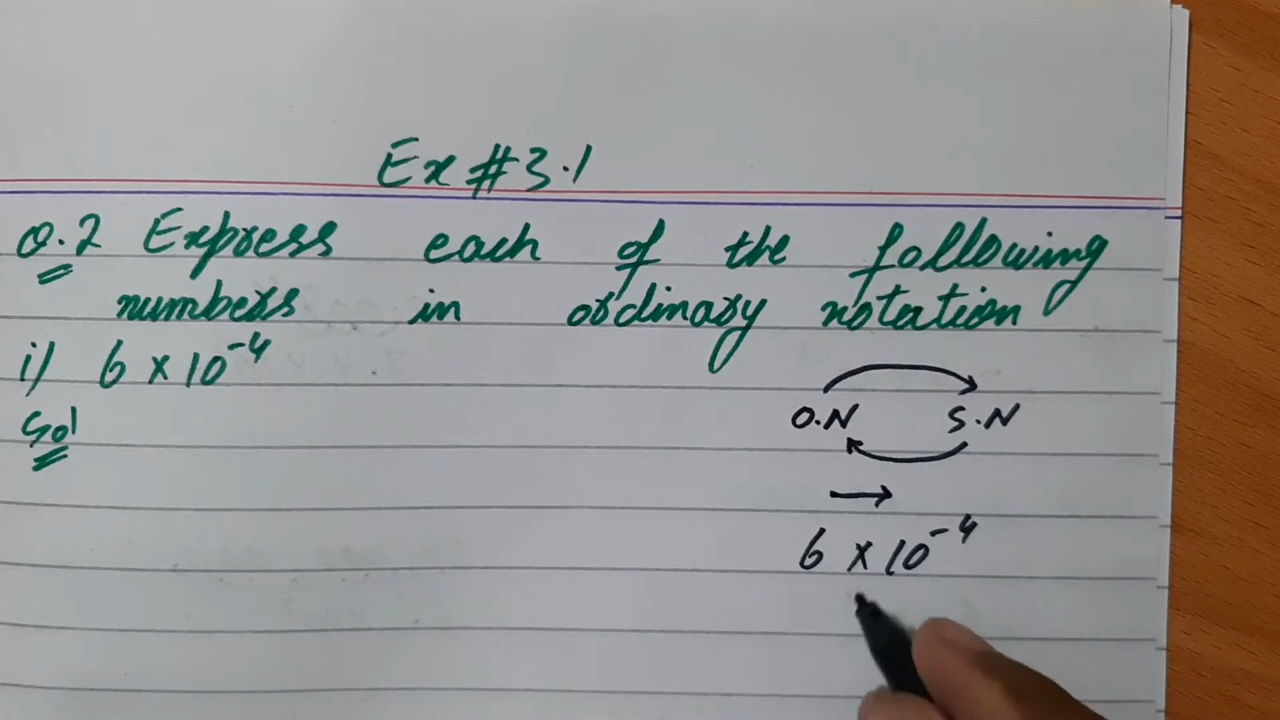 Ex #3.1
Q.2 Express each of the following
numbers in ordinary notation
i) 6 × 10⁻⁴
Sol
O.N S.N
6 × 10⁻⁴